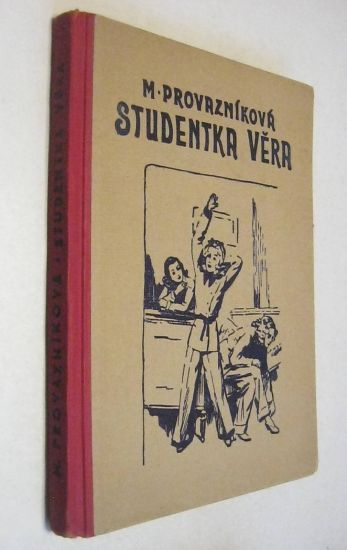 M. PROVAZNÍKOVÁ
STUDENTKA VĚRA
M. PROVAZNÍKOVÁ : STUDENTKA VĚRA